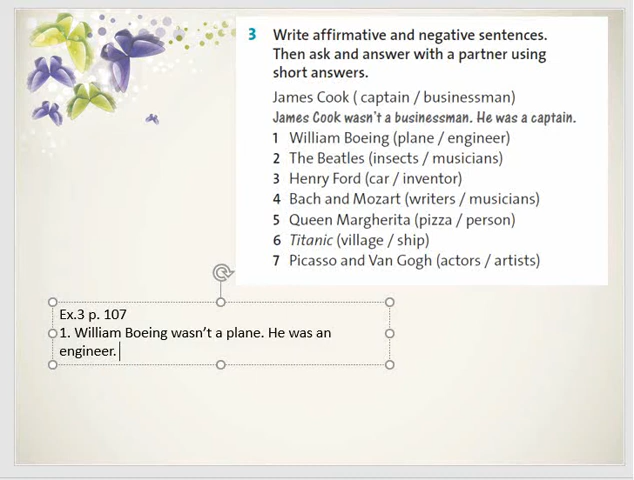 3 Write affirmative and negative sentences.
Then ask and answer with a partner using
short answers.
James Cook ( captain / businessman)
James Cook wasn't a businessman. He was a captain.
1 William Boeing (plane / engineer)
2 The Beatles (insects / musicians)
3 Henry Ford (car / inventor)
4 Bach and Mozart (writers / musicians)
5 Queen Margherita (pizza / person)
6 Titanic (village / ship)
7 Picasso and Van Gogh (actors / artists)
Ex.3 p. 107
1. William Boeing wasn't a plane. He was an
engineer.